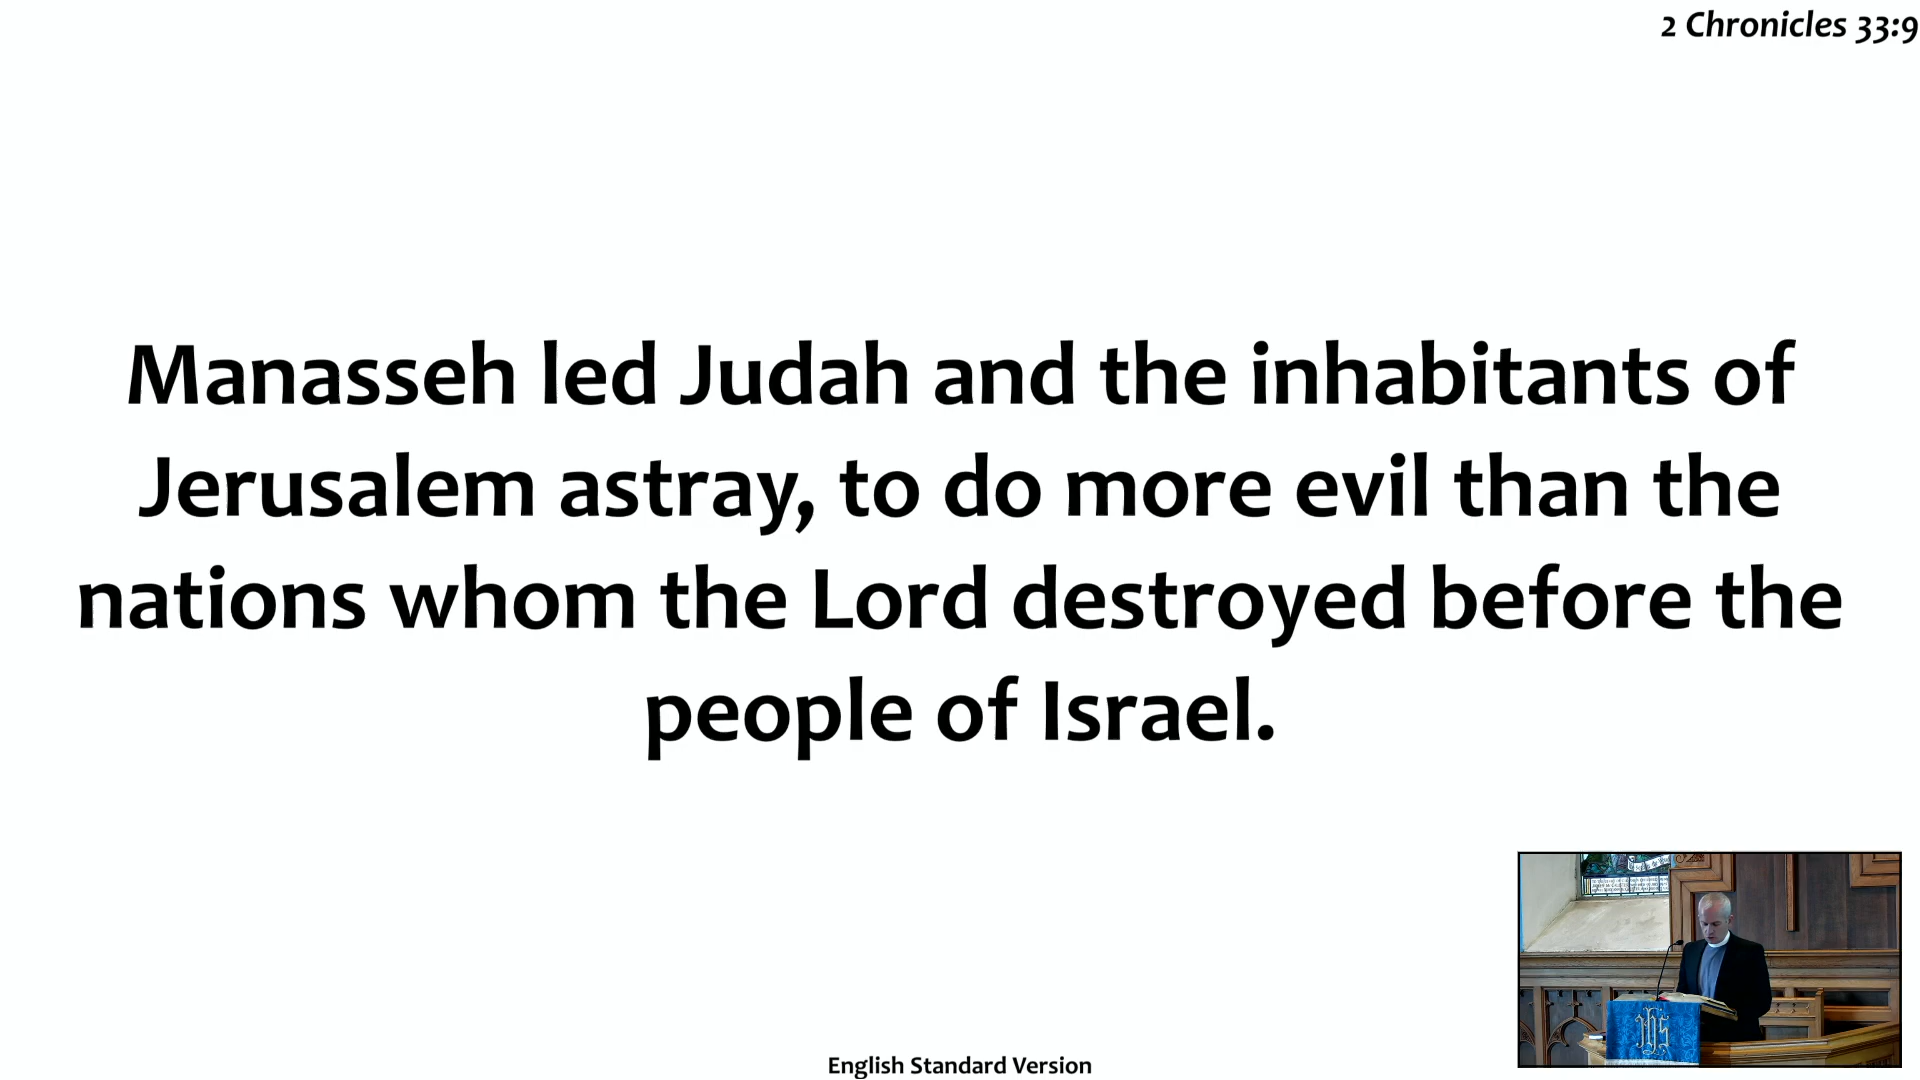 2 Chronicles 33:9
Manasseh led Judah and the inhabitants of
Jerusalem astray, to do more evil than the
nations whom the Lord destroyed before the
people of Israel.
English Standard Version